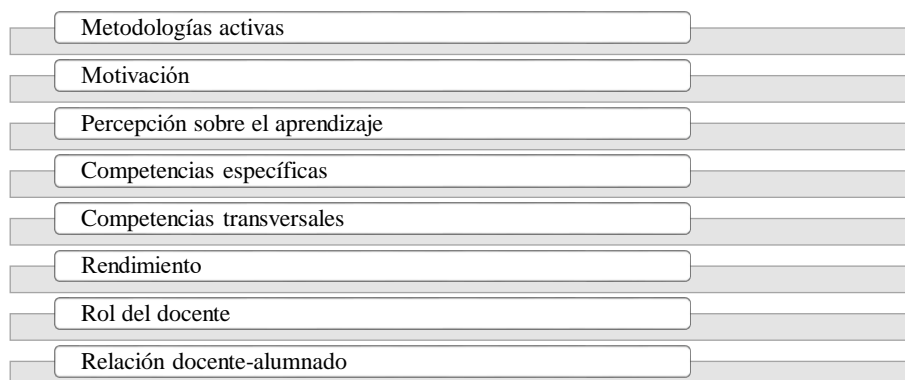 Metodologías activas
Motivación
Percepción sobre el aprendizaje
Competencias específicas
Competencias transversales
Rendimiento
Rol del docente
Relación docente-alumnado